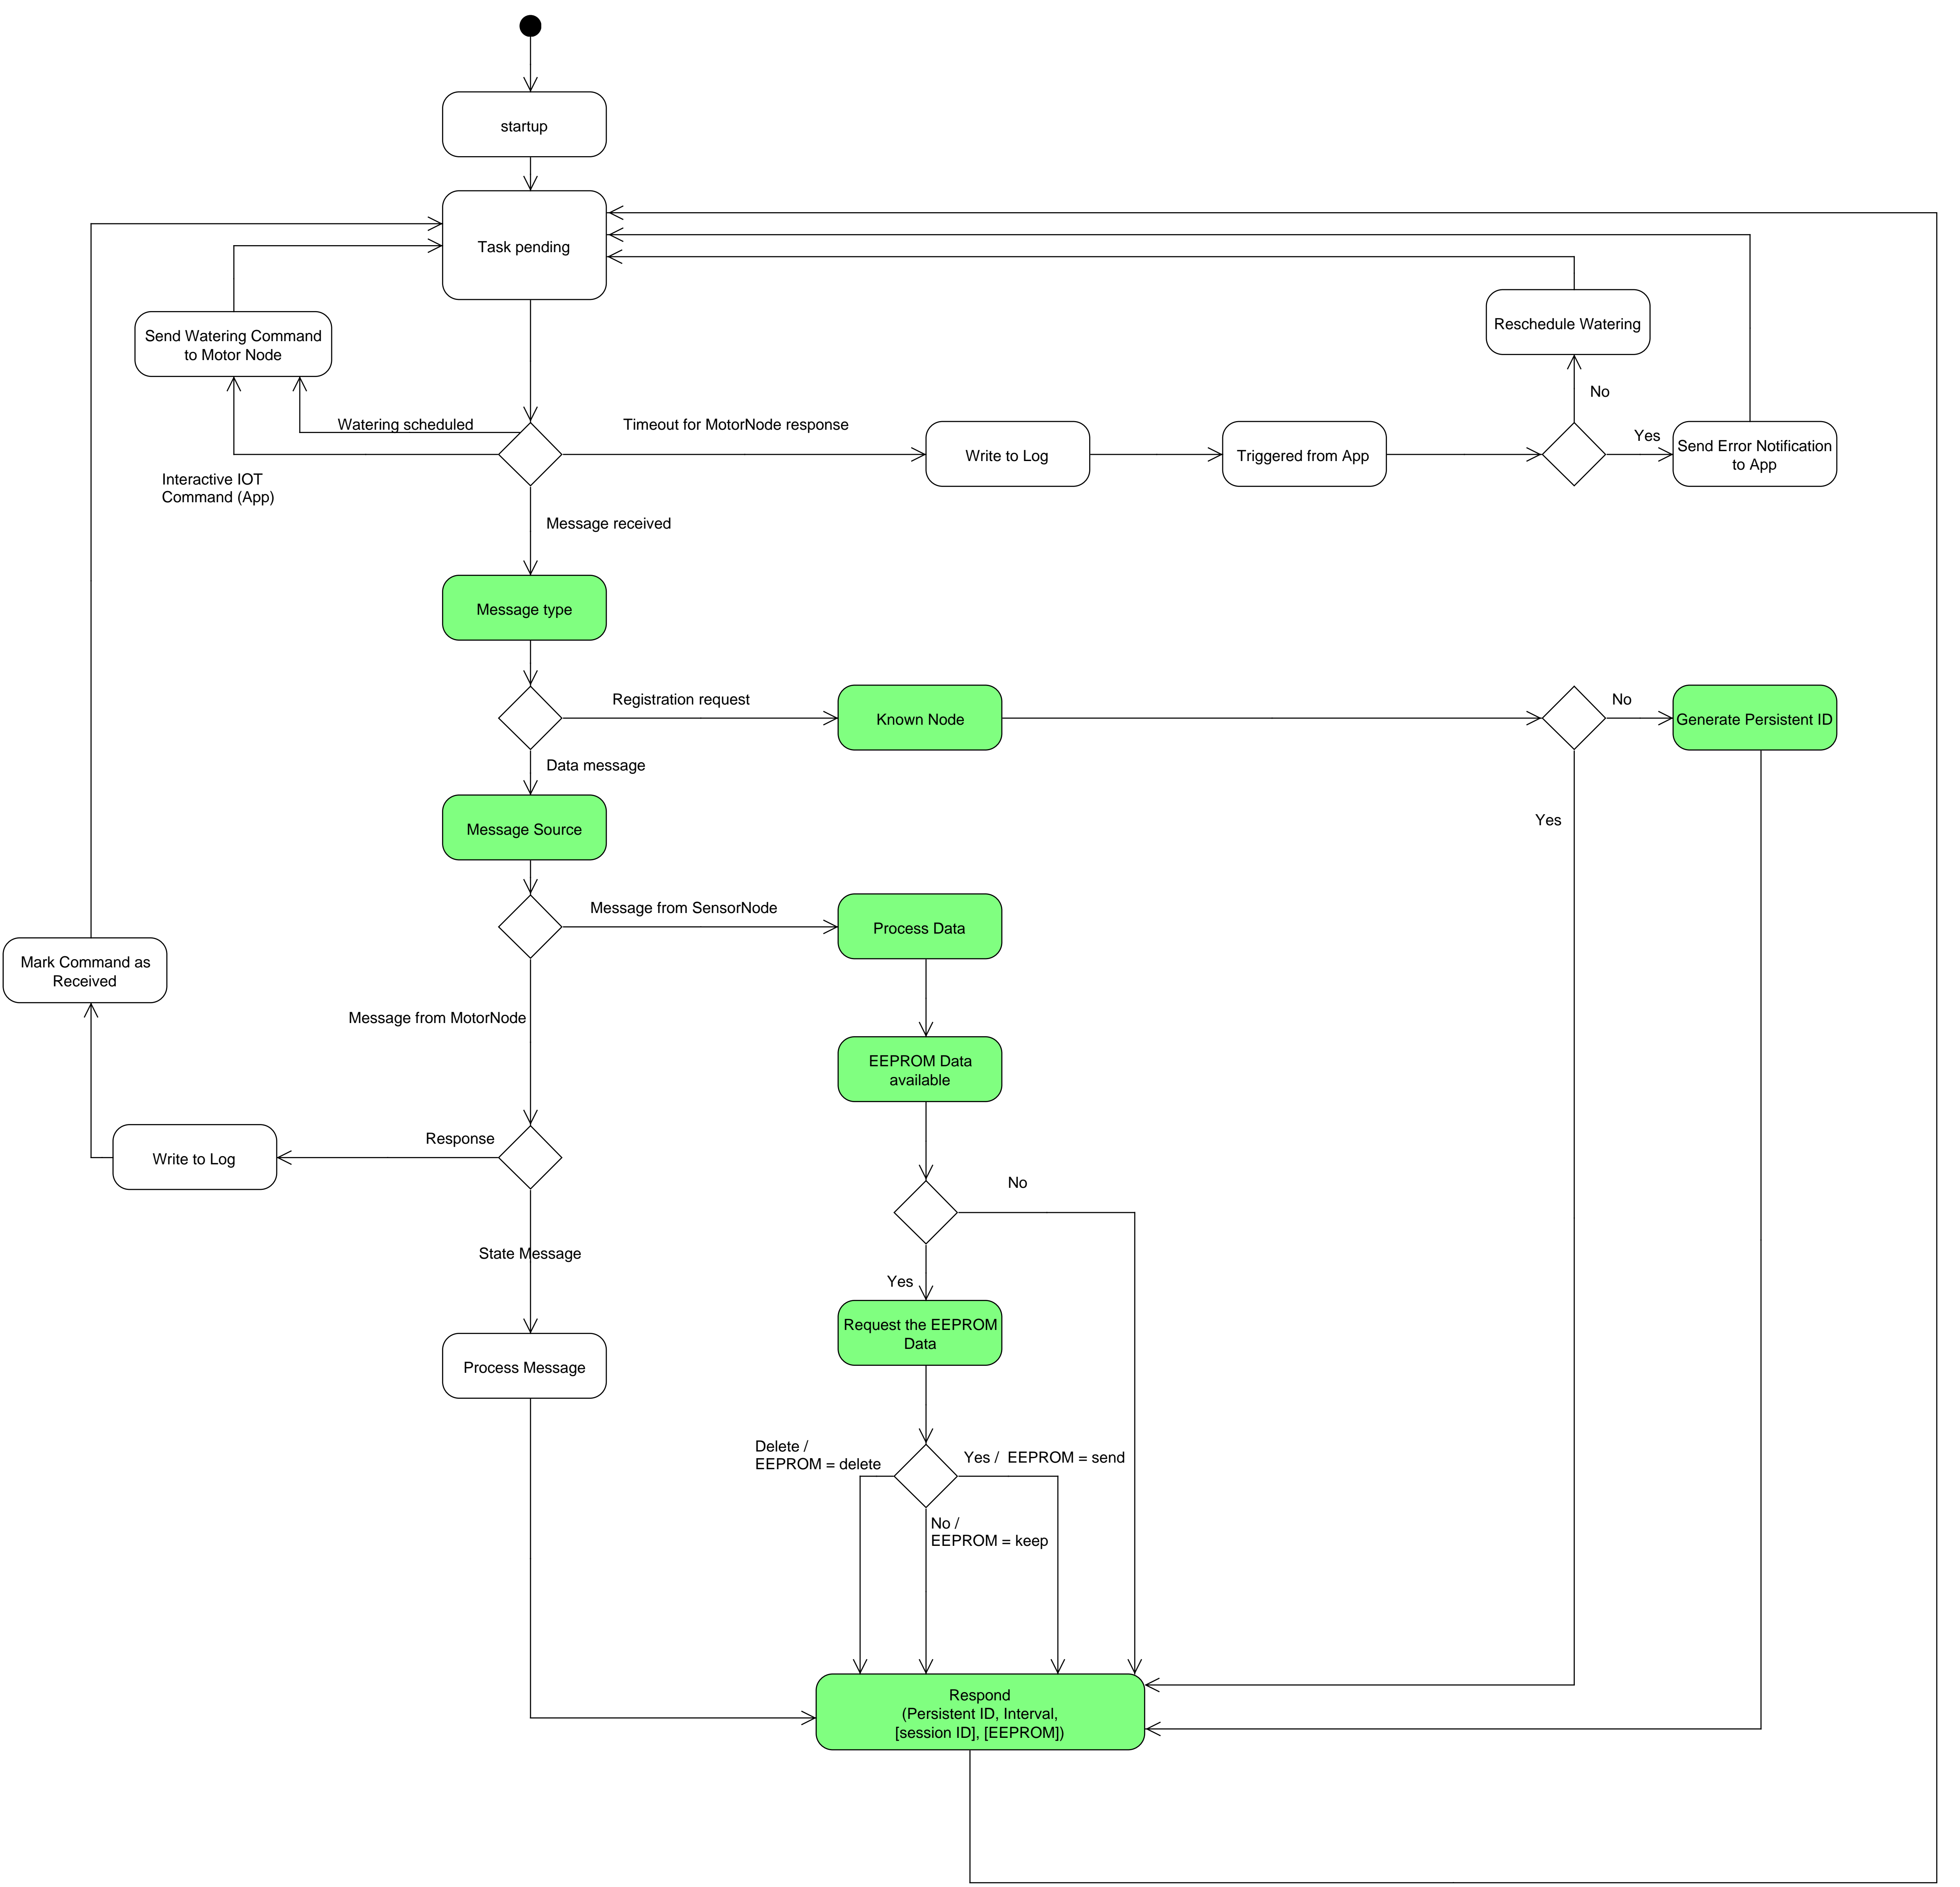 startup
Task pending
Send Watering Command
to Motor Node
Reschedule Watering
No
Watering scheduled
Timeout for MotorNode response
Write to Log
Triggered from App
Yes
Send Error Notification
to App
Interactive IOT
Command (App)
Message received
Message type
Registration request
Known Node
No
Generate Persistent ID
Data message
Yes
Message Source
Message from SensorNode
Process Data
Mark Command as
Received
Message from MotorNode
EEPROM Data
available
Response
Write to Log
No
State Message
Yes
Request the EEPROM
Data
Process Message
Delete /
EEPROM = delete
Yes /  EEPROM = send
No /
EEPROM = keep
Respond
(Persistent ID, Interval,
[session ID], [EEPROM])